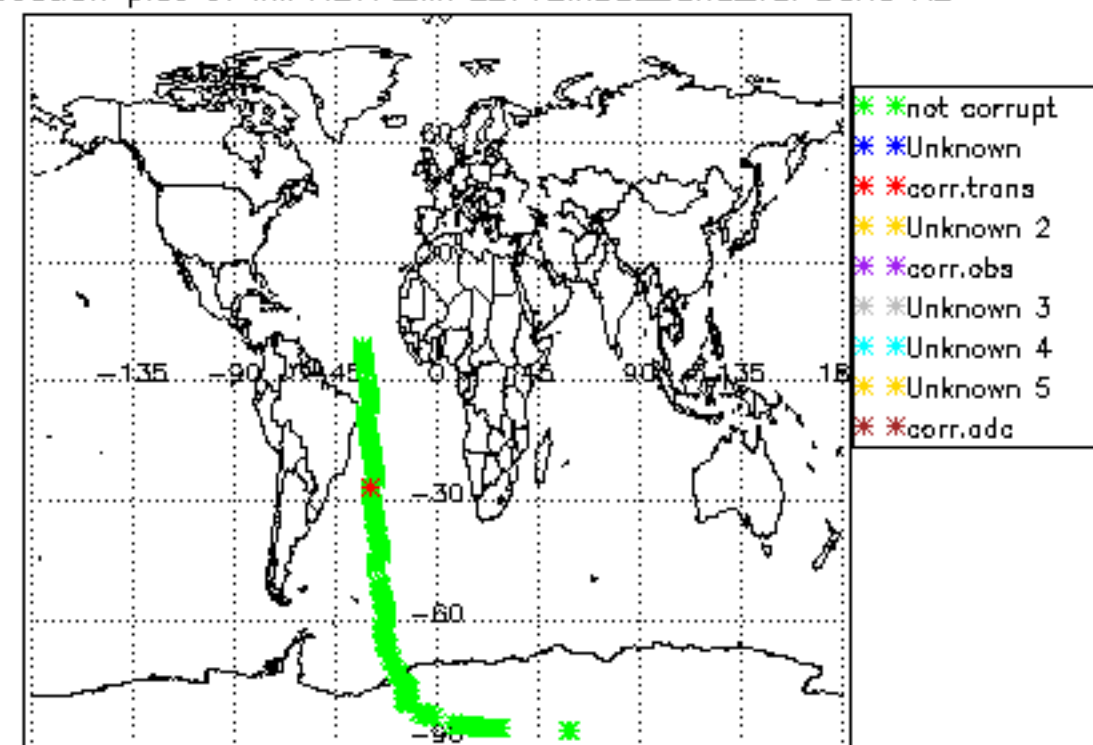 60
-135 -90 45 0 45 90 135
-30
-60
-90
not corrupt
Unknown
corr.trans
Unknown 2
corr.obs
Unknown 3
Unknown 4
Unknown 5
corr.adc